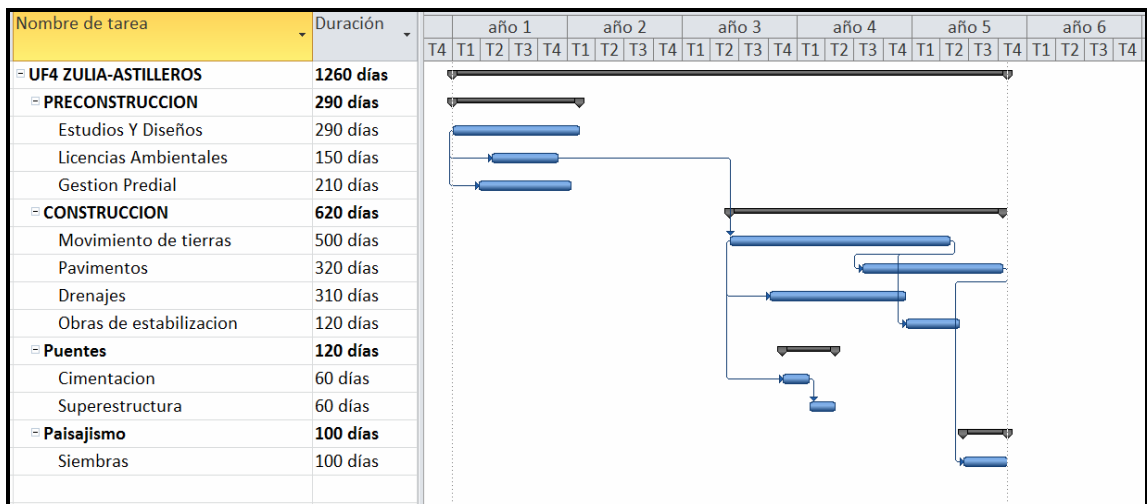 Nombre de tarea Duración
año 1 año 2 año 3 año 4 año 5 año 6
T4 T1 T2 T3 T4 T1 T2 T3 T4 T1 T2 T3 T4 T1 T2 T3 T4 T1 T2 T3 T4 T1 T2 T3 T4
UF4 ZULIA-ASTILLEROS 1260 días
PRECONSTRUCCION 290 días
Estudios Y Diseños 290 días
Licencias Ambientales 150 días
Gestion Predial 210 días
CONSTRUCCION 620 días
Movimiento de tierras 500 días
Pavimentos 320 días
Drenajes 310 días
Obras de estabilizacion 120 días
Puentes 120 días
Cimentacion 60 días
Superestructura 60 días
Paisajismo 100 días
Siembras 100 días